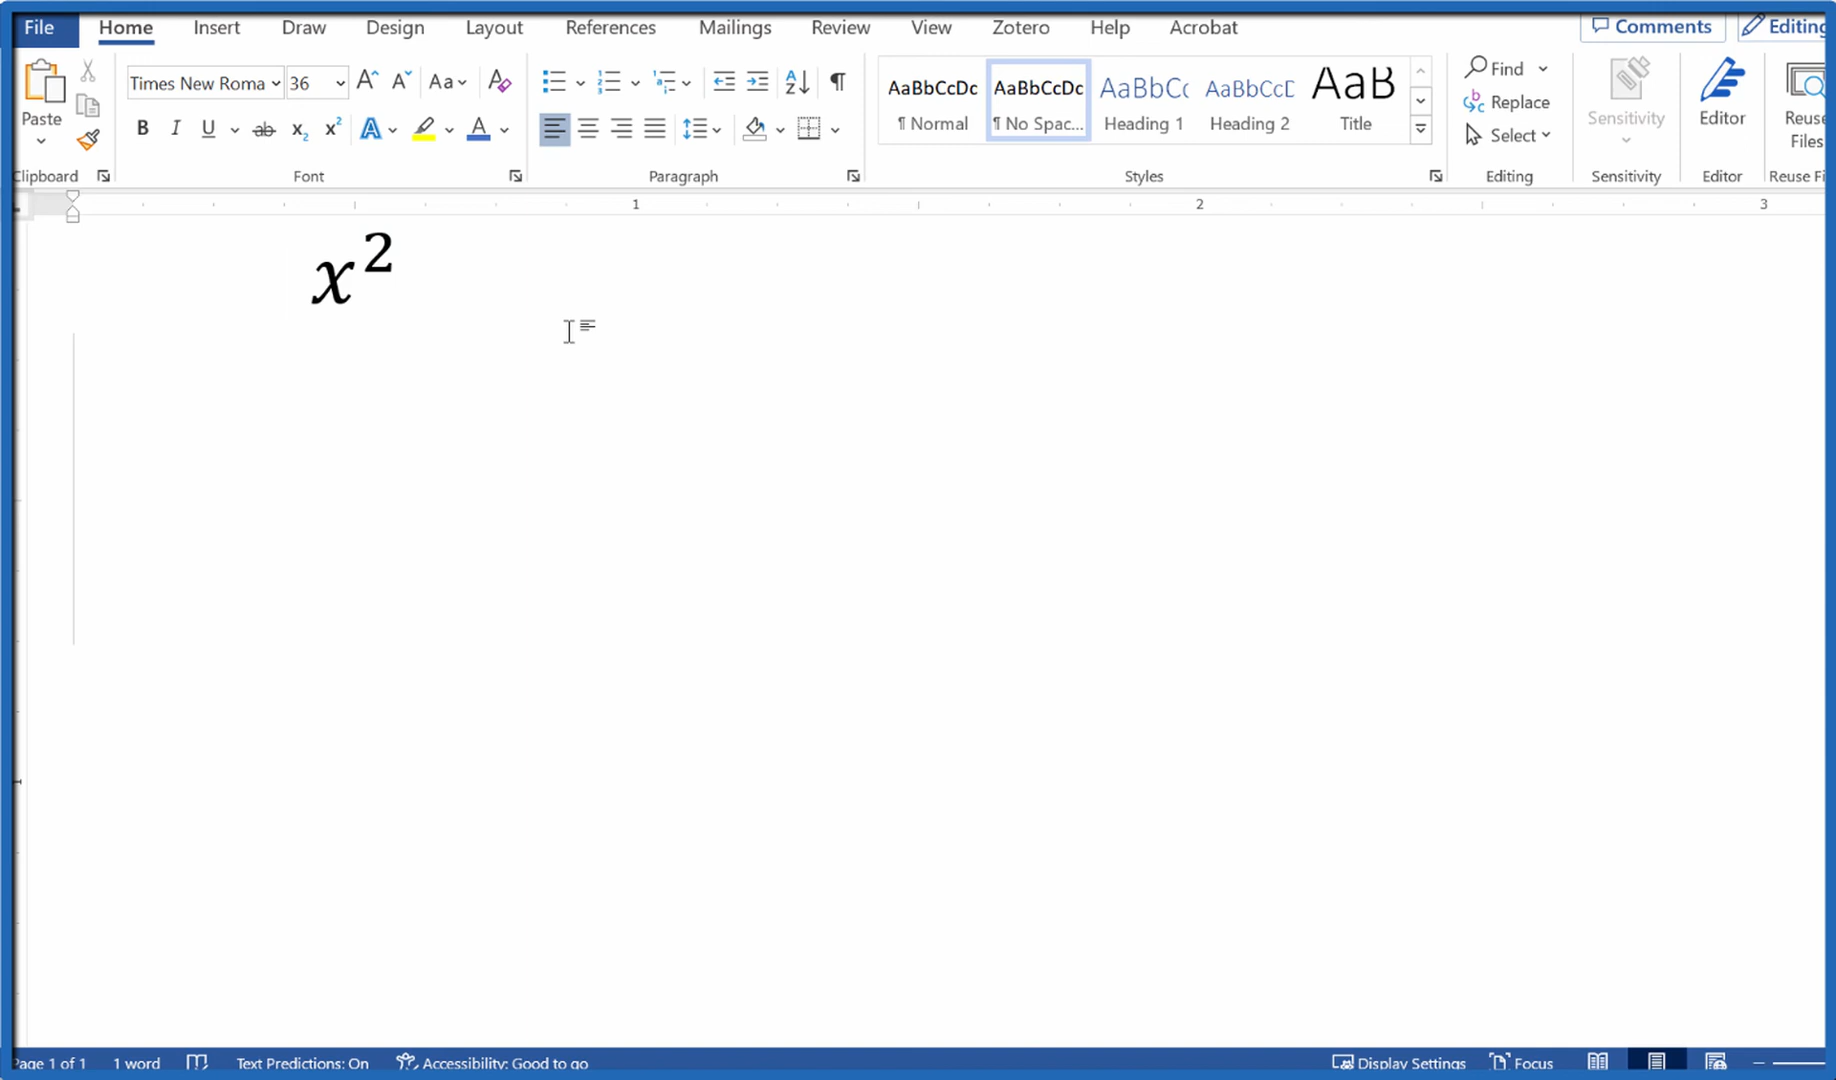 File Home Insert Draw Design Layout References Mailings Review View Zotero Help Acrobat Comments Editing
Times New Roma 36 Aa A AaBbCcDc AaBbCcDc AaBbCc AaBbCcD AaB Find
Paste Replace
B I U ab x₂ x² A A ¶ Normal ¶ No Spac... Heading 1 Heading 2 Title Select Sensitivity Editor Reuse
Files
Clipboard Font Paragraph Styles Editing Sensitivity Editor Reuse Fi
1 2 3
x²
1
Page 1 of 1 1 word Text Predictions: On Accessibility: Good to go Display Settings Focus